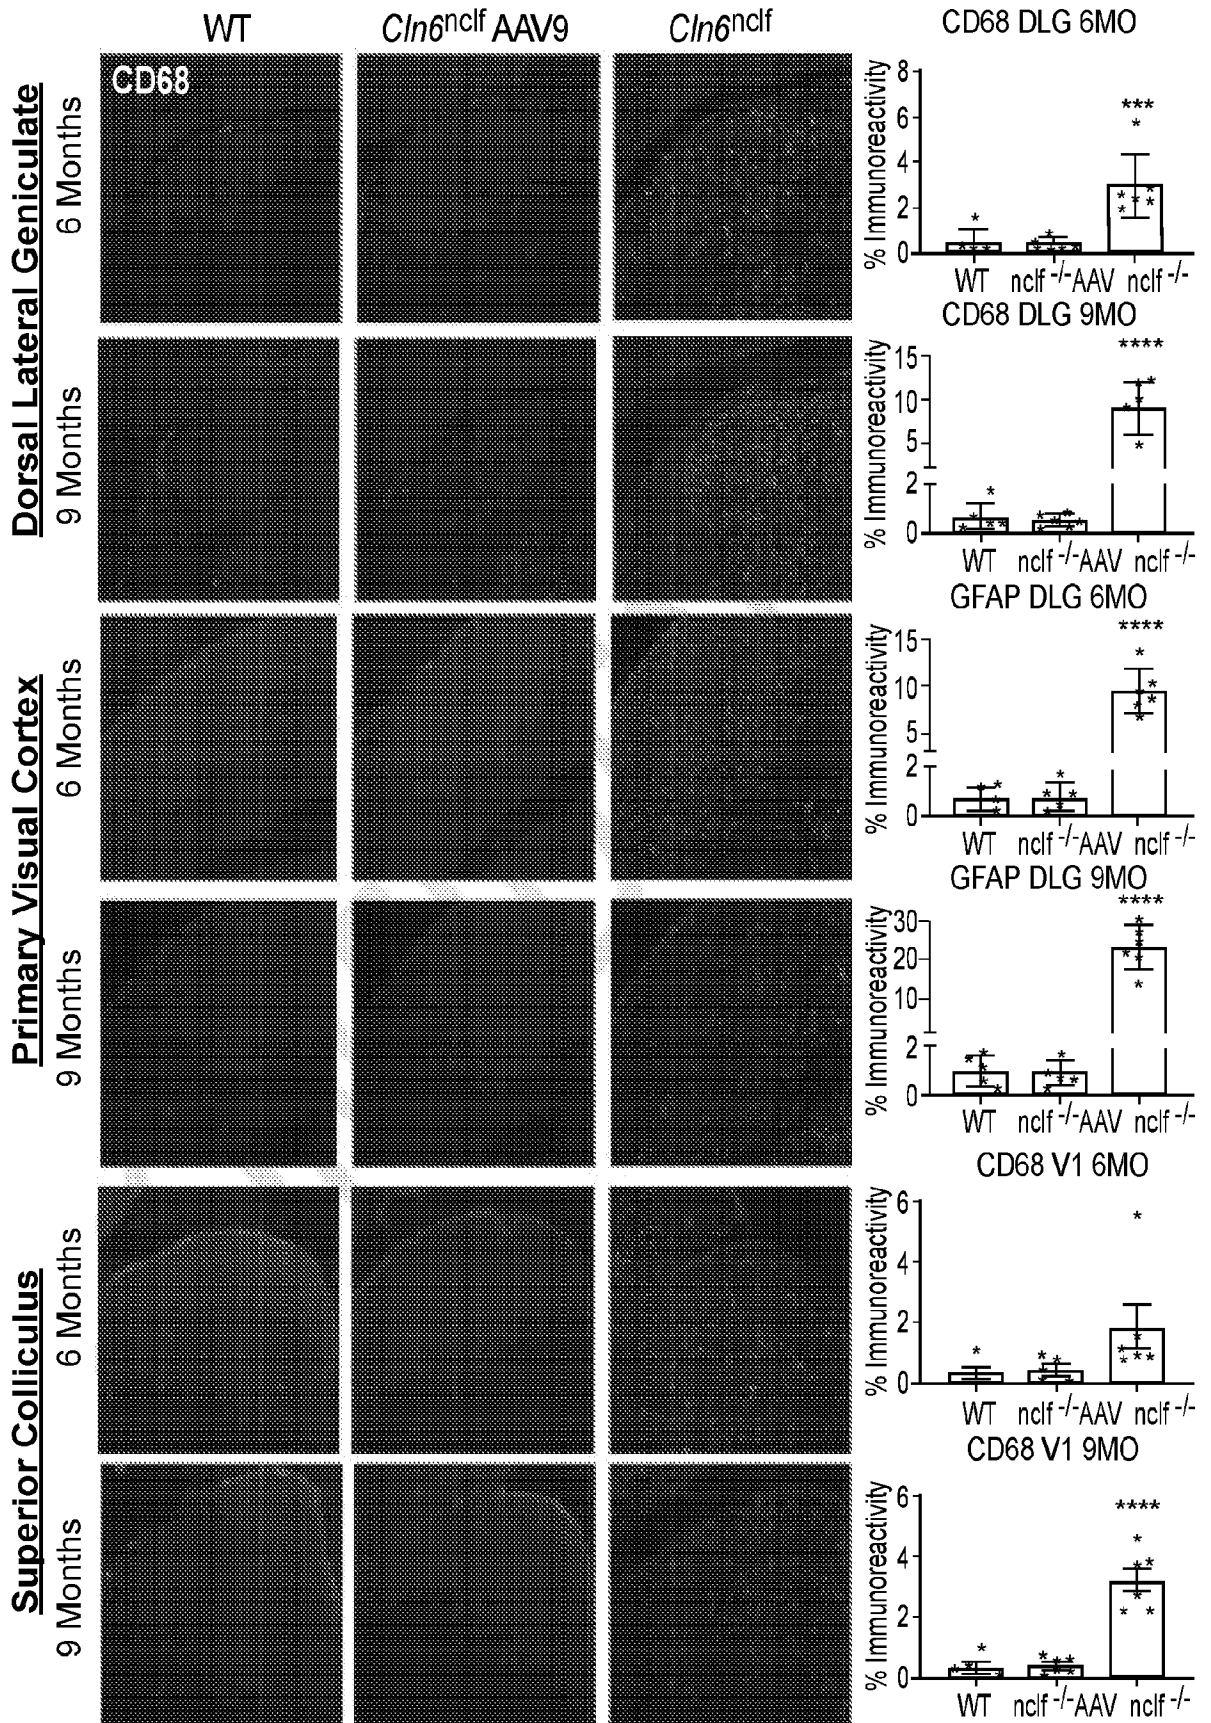 WT
Cln6nclf AAV9
Cln6nclf
CD68
Dorsal Lateral Geniculate
6 Months
9 Months
Primary Visual Cortex
6 Months
9 Months
Superior Colliculus
6 Months
9 Months
CD68 DLG 6MO
% Immunoreactivity
8
6
4
2
0
***
WT nclf -/-AAV nclf -/-
CD68 DLG 9MO
% Immunoreactivity
15
10
5
2
0
****
WT nclf -/-AAV nclf -/-
GFAP DLG 6MO
% Immunoreactivity
15
10
5
2
0
****
WT nclf -/-AAV nclf -/-
GFAP DLG 9MO
% Immunoreactivity
30
20
10
2
0
****
WT nclf -/-AAV nclf -/-
CD68 V1 6MO
% Immunoreactivity
6
4
2
0
WT nclf -/-AAV nclf -/-
CD68 V1 9MO
% Immunoreactivity
6
4
2
0
****
WT nclf -/-AAV nclf -/-